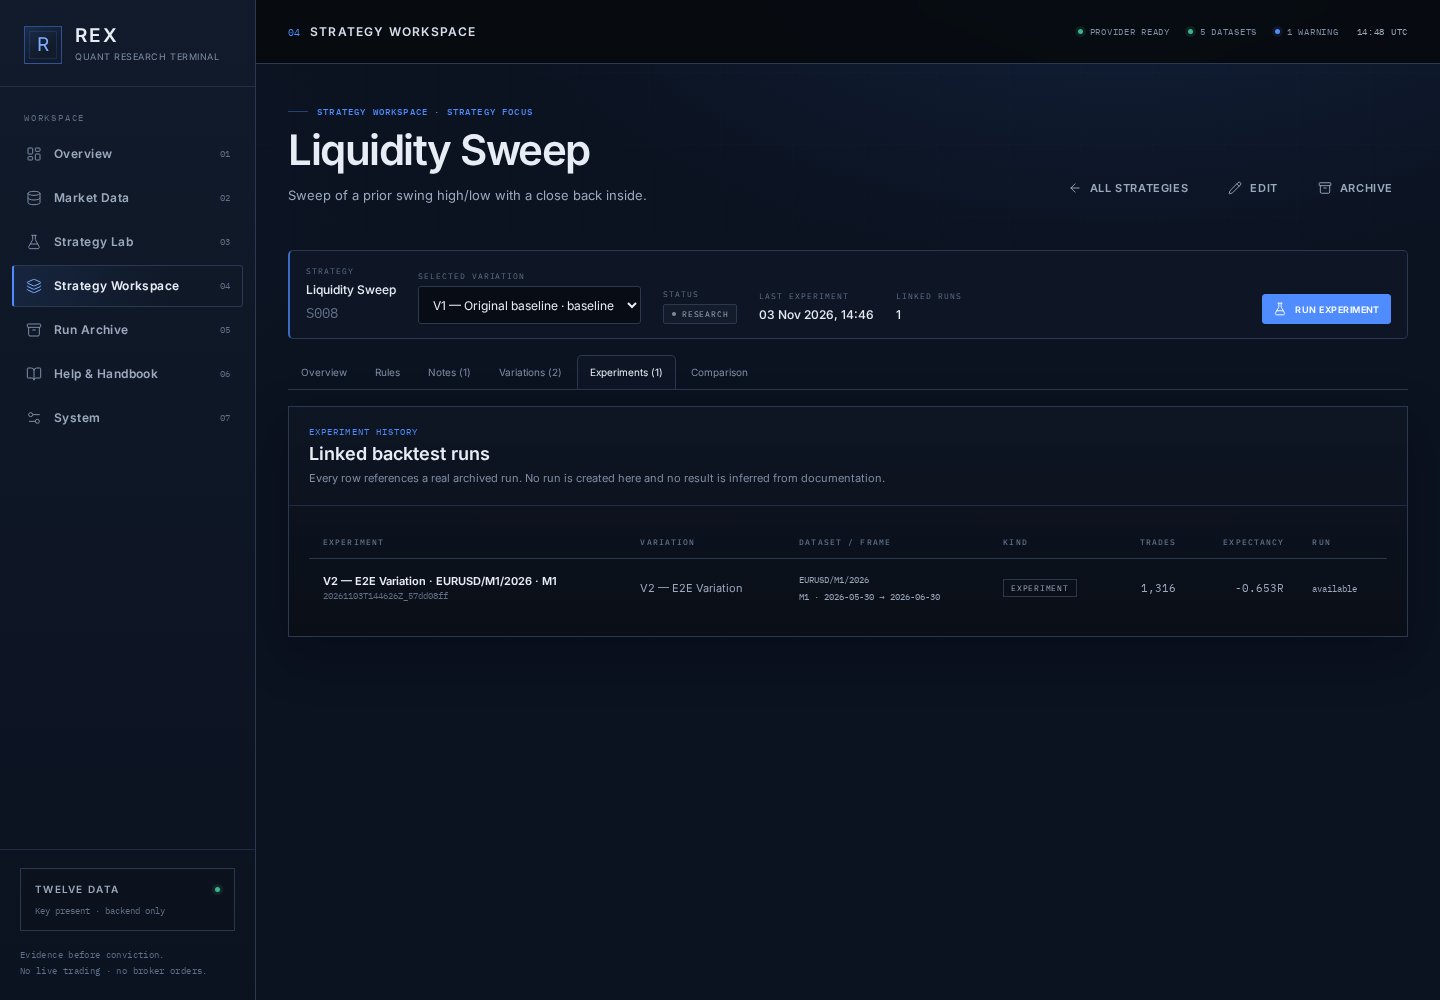 R
REX
QUANT RESEARCH TERMINAL
WORKSPACE
Overview 01
Market Data 02
Strategy Lab 03
Strategy Workspace 04
Run Archive 05
Help & Handbook 06
System 07
TWELVE DATA
Key present · backend only
Evidence before conviction.
No live trading · no broker orders.
04 STRATEGY WORKSPACE
PROVIDER READY 5 DATASETS 1 WARNING 14:48 UTC
STRATEGY WORKSPACE · STRATEGY FOCUS
Liquidity Sweep
Sweep of a prior swing high/low with a close back inside.
ALL STRATEGIES EDIT ARCHIVE
STRATEGY
Liquidity Sweep
S008
SELECTED VARIATION
V1 — Original baseline · baseline
STATUS
RESEARCH
LAST EXPERIMENT
03 Nov 2026, 14:46
LINKED RUNS
1
RUN EXPERIMENT
Overview Rules Notes (1) Variations (2) Experiments (1) Comparison
EXPERIMENT HISTORY
Linked backtest runs
Every row references a real archived run. No run is created here and no result is inferred from documentation.
EXPERIMENT VARIATION DATASET / FRAME KIND TRADES EXPECTANCY RUN
V2 — E2E Variation · EURUSD/M1/2026 · M1
20261103T144626Z_57dd08ff
V2 — E2E Variation
EURUSD/M1/2026
M1 · 2026-05-30 → 2026-06-30
EXPERIMENT
1,316
-0.653R
available